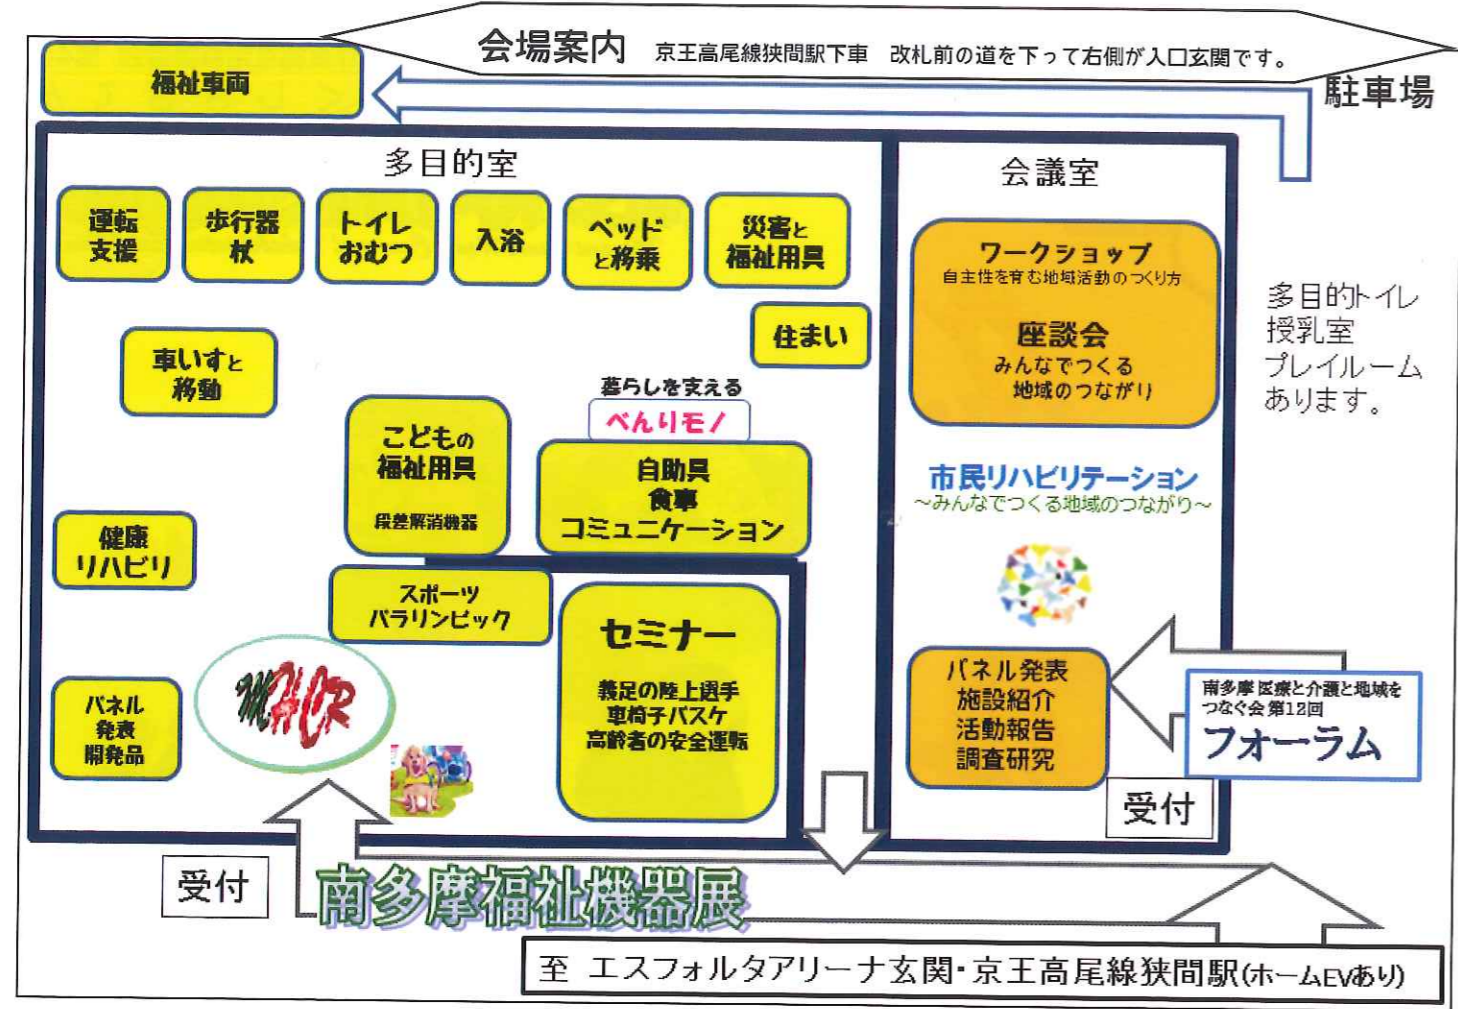 会場案内 京王高尾線狭間駅下車 改札前の道を下って右側が入口玄関です。
福祉車両
駐車場
多目的室
会議室
運転
支援
歩行器
杖
トイレ
おむつ
入浴
ベッド
と移乗
災害と
福祉用具
住まい
車いすと
移動
暮らしを支える
べんりモノ
こどもの
福祉用具
段差解消機器
自助具
食事
コミュニケーション
健康
リハビリ
スポーツ
パラリンピック
セミナー
義足の陸上選手
車椅子バスケ
高齢者の安全運転
パネル
発表
開発品
MHCR
ワークショップ
自主性を育む地域活動のつくり方
座談会
みんなでつくる
地域のつながり
多目的トイレ
授乳室
プレイルーム
あります。
市民リハビリテーション
～みんなでつくる地域のつながり～
パネル発表
施設紹介
活動報告
調査研究
南多摩 医療と介護と地域を
つなぐ会 第12回
フォーラム
受付
受付
南多摩福祉機器展
至 エスフォルタアリーナ玄関・京王高尾線狭間駅(ホームEVあり)